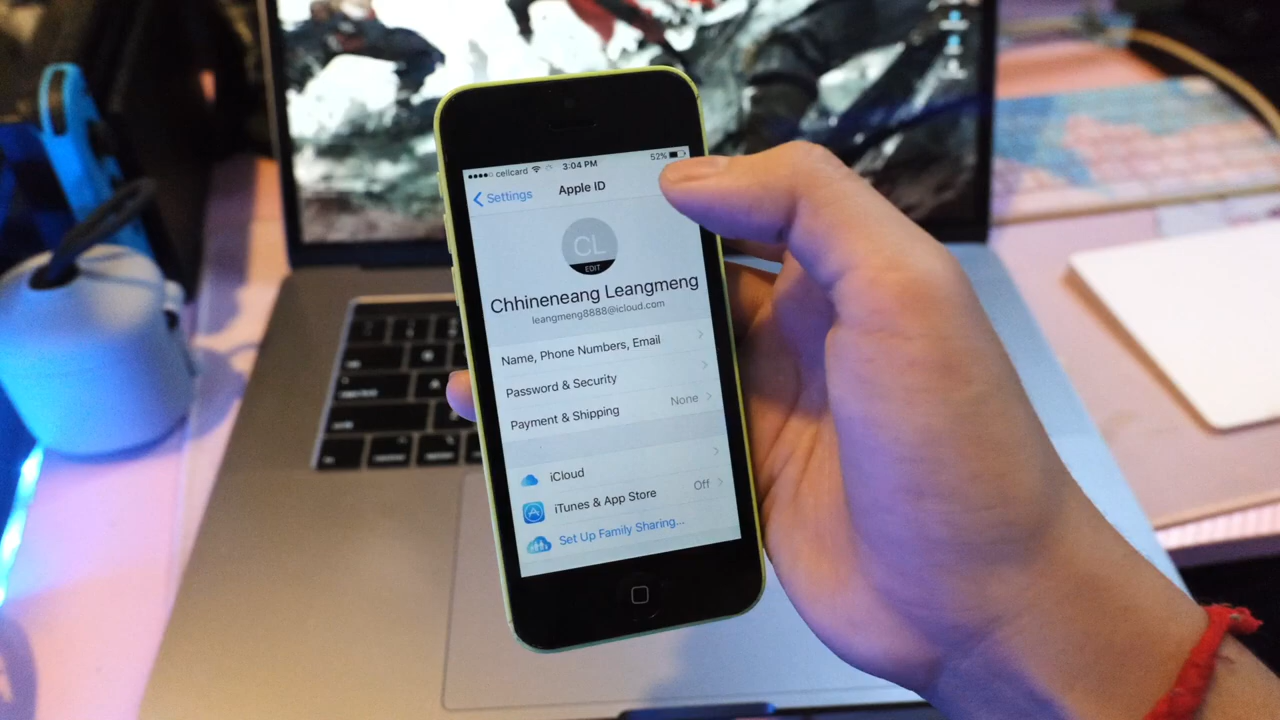 cellcard 3:04 PM 52%
Settings Apple ID
CL
EDIT
Chhineneang Leangmeng
leangmeng8888@icloud.com
Name, Phone Numbers, Email
Password & Security
Payment & Shipping None
iCloud
iTunes & App Store Off
Set Up Family Sharing...